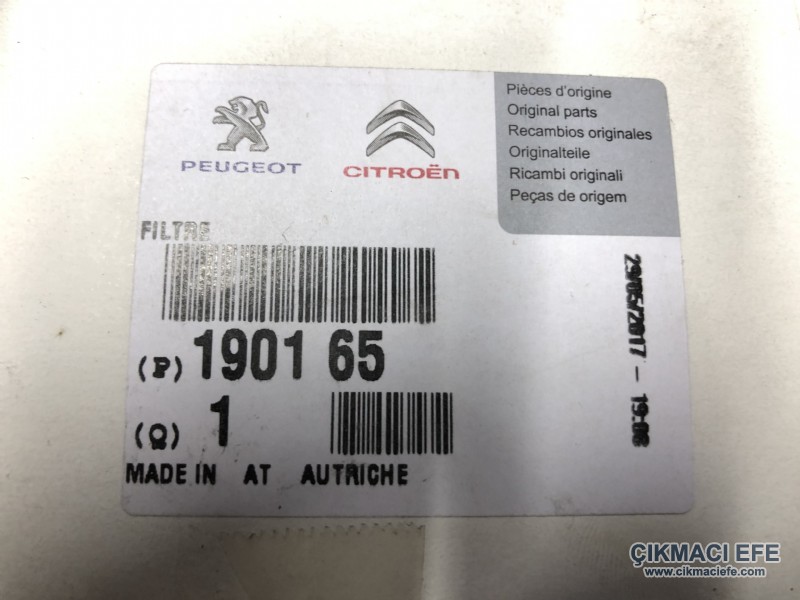 PEUGEOT
CITROËN
Pièces d'origine
Original parts
Recambios originales
Originalteile
Ricambi originali
Peças de origem
FILTRE
(P) 1901 65
(Q) 1
MADE IN AT AUTRICHE
29/05/2017 - 19:06
ÇIKMACI EFE
www.cikmaciefe.com